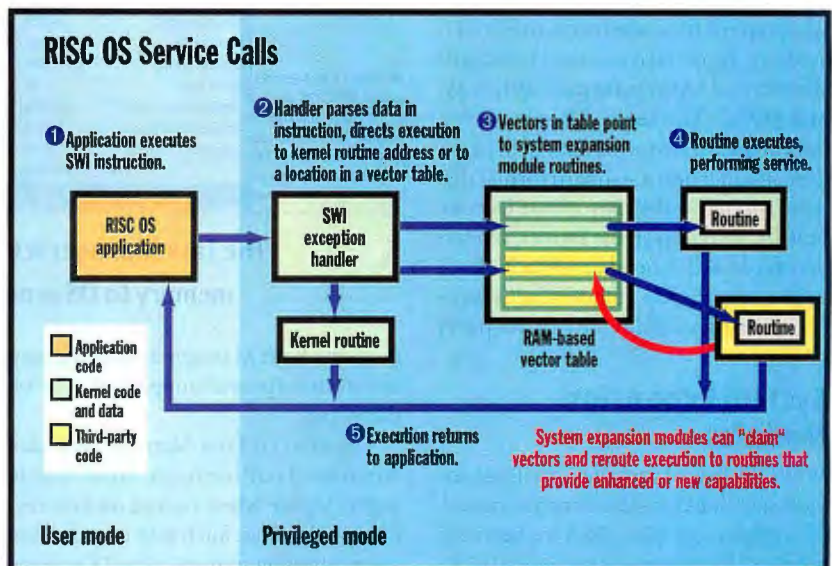 RISC OS Service Calls
❶Application executes
SWI instruction.
❷Handler parses data in
instruction, directs execution
to kernel routine address or to
a location in a vector table.
❸Vectors in table point
to system expansion
module routines.
❹Routine executes,
performing service.
RISC OS
application
SWI
exception
handler
Routine
Kernel routine
RAM-based
vector table
Routine
Application
code
Kernel code
and data
Third-party
code
❺Execution returns
to application.
System expansion modules can "claim"
vectors and reroute execution to routines that
provide enhanced or new capabilities.
User mode
Privileged mode